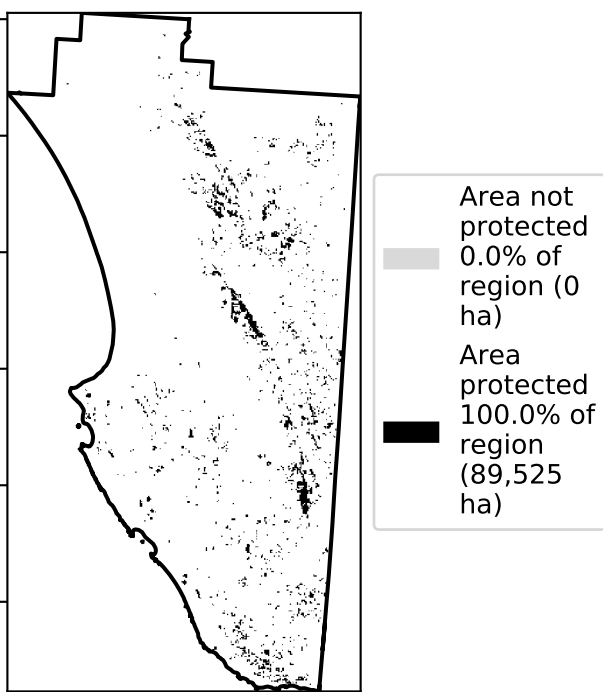 Area not
protected
0.0% of
region (0
ha)
Area
protected
100.0% of
region
(89,525
ha)